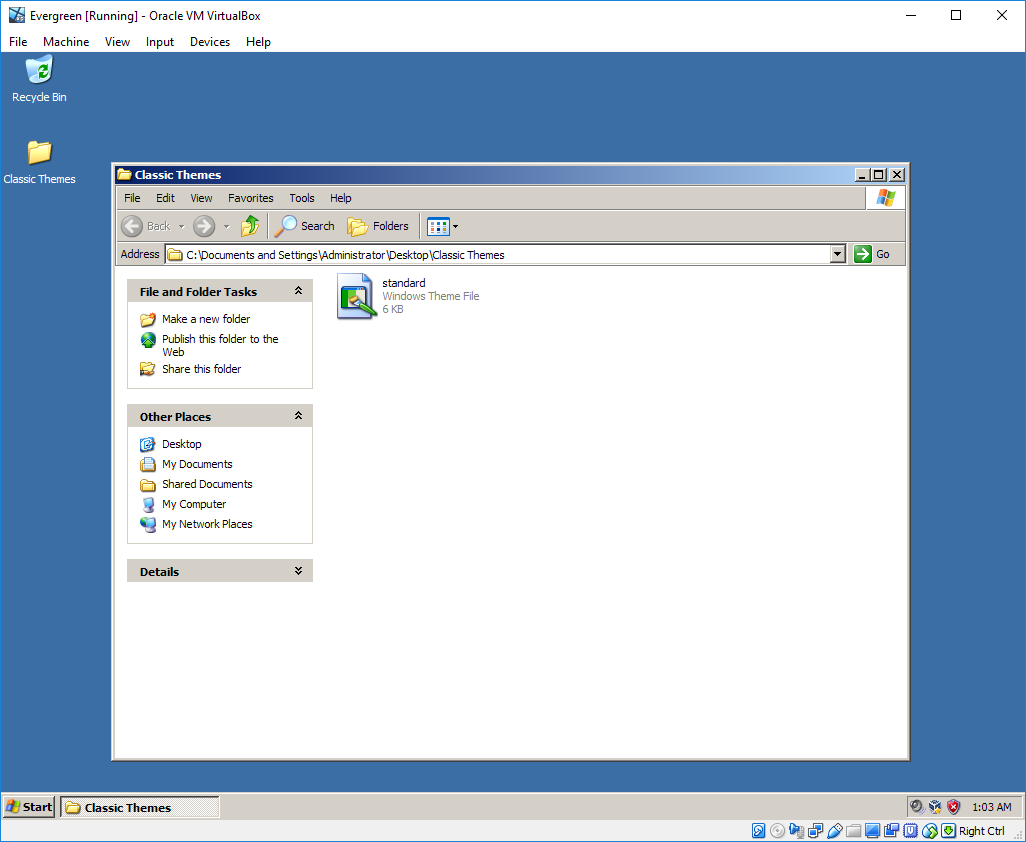 Evergreen [Running] - Oracle VM VirtualBox
File Machine View Input Devices Help
Recycle Bin
Classic Themes
Classic Themes
File Edit View Favorites Tools Help
Back Search Folders
Address C:\Documents and Settings\Administrator\Desktop\Classic Themes Go
File and Folder Tasks
Make a new folder
Publish this folder to the
Web
Share this folder
Other Places
Desktop
My Documents
Shared Documents
My Computer
My Network Places
Details
standard
Windows Theme File
6 KB
Start Classic Themes 1:03 AM
Right Ctrl